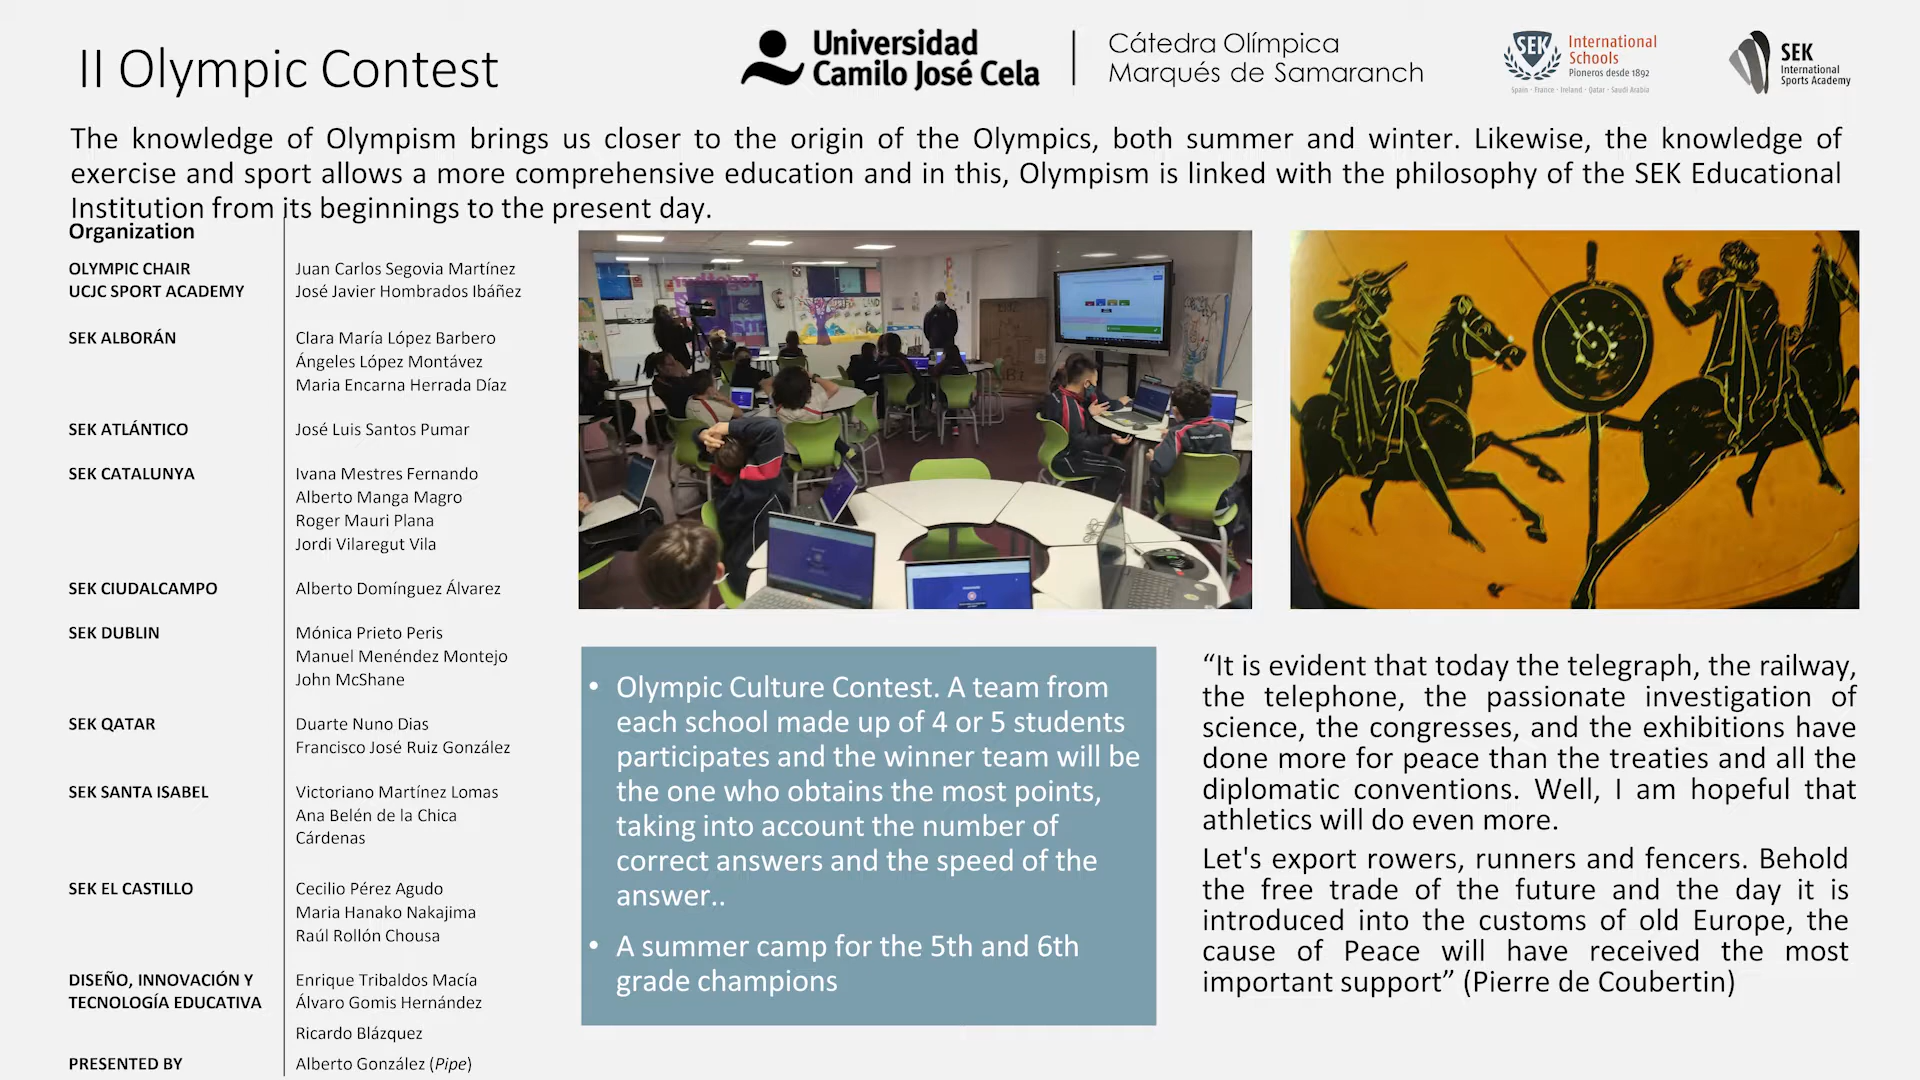 II Olympic Contest
Universidad
Camilo José Cela
Cátedra Olímpica
Marqués de Samaranch
SEK
International
Schools
Pioneros desde 1892
Spain · France · Ireland · Qatar · Saudi Arabia
SEK
International
Sports Academy
The knowledge of Olympism brings us closer to the origin of the Olympics, both summer and winter. Likewise, the knowledge of
exercise and sport allows a more comprehensive education and in this, Olympism is linked with the philosophy of the SEK Educational
Institution from its beginnings to the present day.
Organization
OLYMPIC CHAIR
UCJC SPORT ACADEMY
Juan Carlos Segovia Martínez
José Javier Hombrados Ibáñez
SEK ALBORÁN
Clara María López Barbero
Ángeles López Montávez
Maria Encarna Herrada Díaz
SEK ATLÁNTICO
José Luis Santos Pumar
SEK CATALUNYA
Ivana Mestres Fernando
Alberto Manga Magro
Roger Mauri Plana
Jordi Vilaregut Vila
SEK CIUDALCAMPO
Alberto Domínguez Álvarez
SEK DUBLIN
Mónica Prieto Peris
Manuel Menéndez Montejo
John McShane
SEK QATAR
Duarte Nuno Dias
Francisco José Ruiz González
SEK SANTA ISABEL
Victoriano Martínez Lomas
Ana Belén de la Chica
Cárdenas
SEK EL CASTILLO
Cecilio Pérez Agudo
Maria Hanako Nakajima
Raúl Rollón Chousa
DISEÑO, INNOVACIÓN Y
TECNOLOGÍA EDUCATIVA
Enrique Tribaldos Macía
Álvaro Gomis Hernández
Ricardo Blázquez
PRESENTED BY
Alberto González (Pipe)
• Olympic Culture Contest. A team from
each school made up of 4 or 5 students
participates and the winner team will be
the one who obtains the most points,
taking into account the number of
correct answers and the speed of the
answer..
• A summer camp for the 5th and 6th
grade champions
“It is evident that today the telegraph, the railway,
the telephone, the passionate investigation of
science, the congresses, and the exhibitions have
done more for peace than the treaties and all the
diplomatic conventions. Well, I am hopeful that
athletics will do even more.
Let's export rowers, runners and fencers. Behold
the free trade of the future and the day it is
introduced into the customs of old Europe, the
cause of Peace will have received the most
important support” (Pierre de Coubertin)